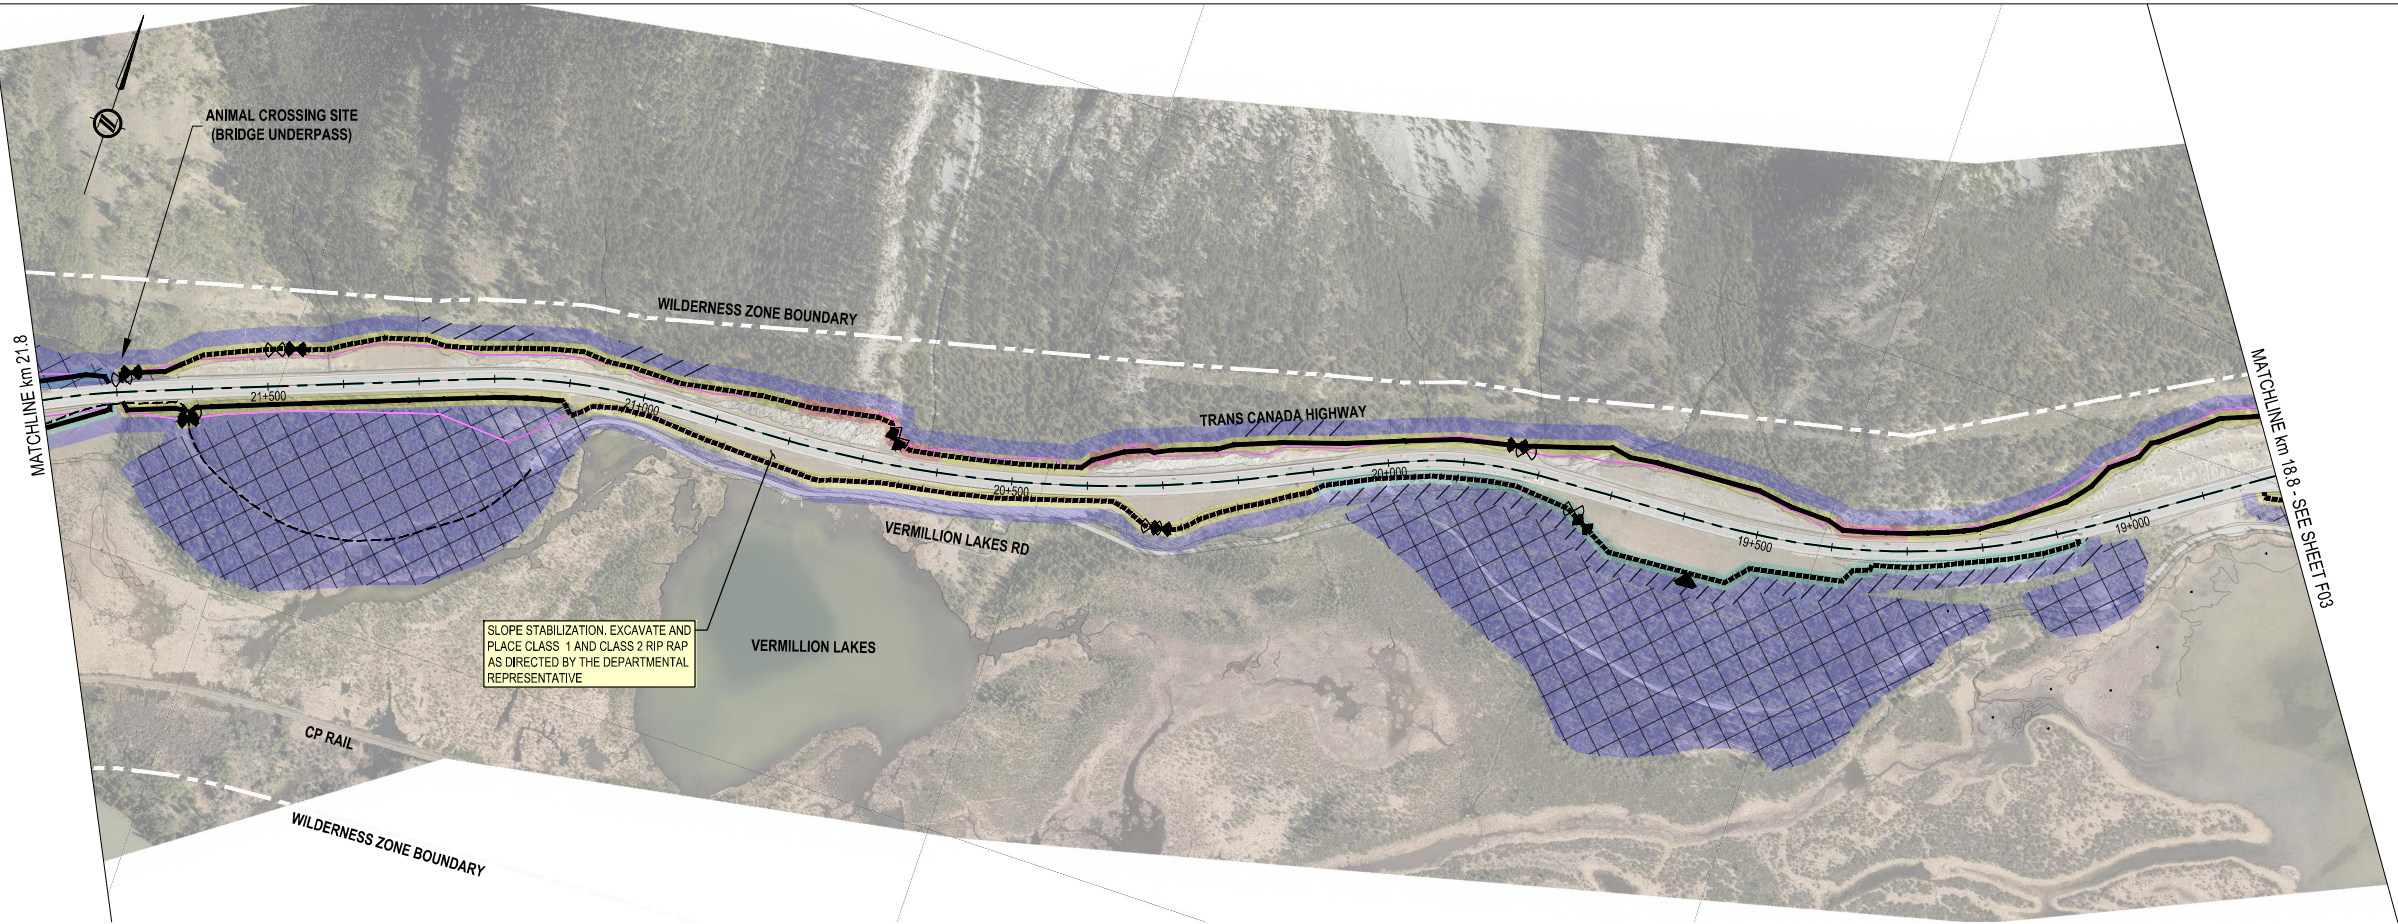 ANIMAL CROSSING SITE
(BRIDGE UNDERPASS)
N
WILDERNESS ZONE BOUNDARY
MATCHLINE km 21.8
21+500
21+000
TRANS CANADA HIGHWAY
20+500
20+000
19+500
19+000
MATCHLINE km 18.8 - SEE SHEET F03
VERMILLION LAKES RD
SLOPE STABILIZATION. EXCAVATE AND
PLACE CLASS 1 AND CLASS 2 RIP RAP
AS DIRECTED BY THE DEPARTMENTAL
REPRESENTATIVE
VERMILLION LAKES
CP RAIL
WILDERNESS ZONE BOUNDARY